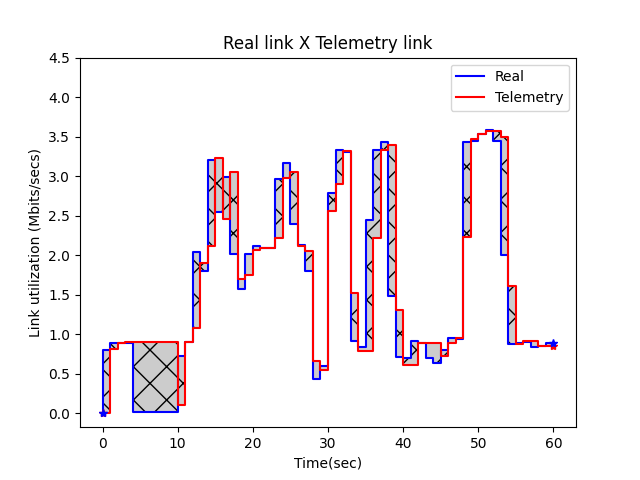 Real link X Telemetry link
Real
Telemetry
Link utilization (Mbits/secs)
4.5
4.0
3.5
3.0
2.5
2.0
1.5
1.0
0.5
0.0
0 10 20 30 40 50 60
Time(sec)